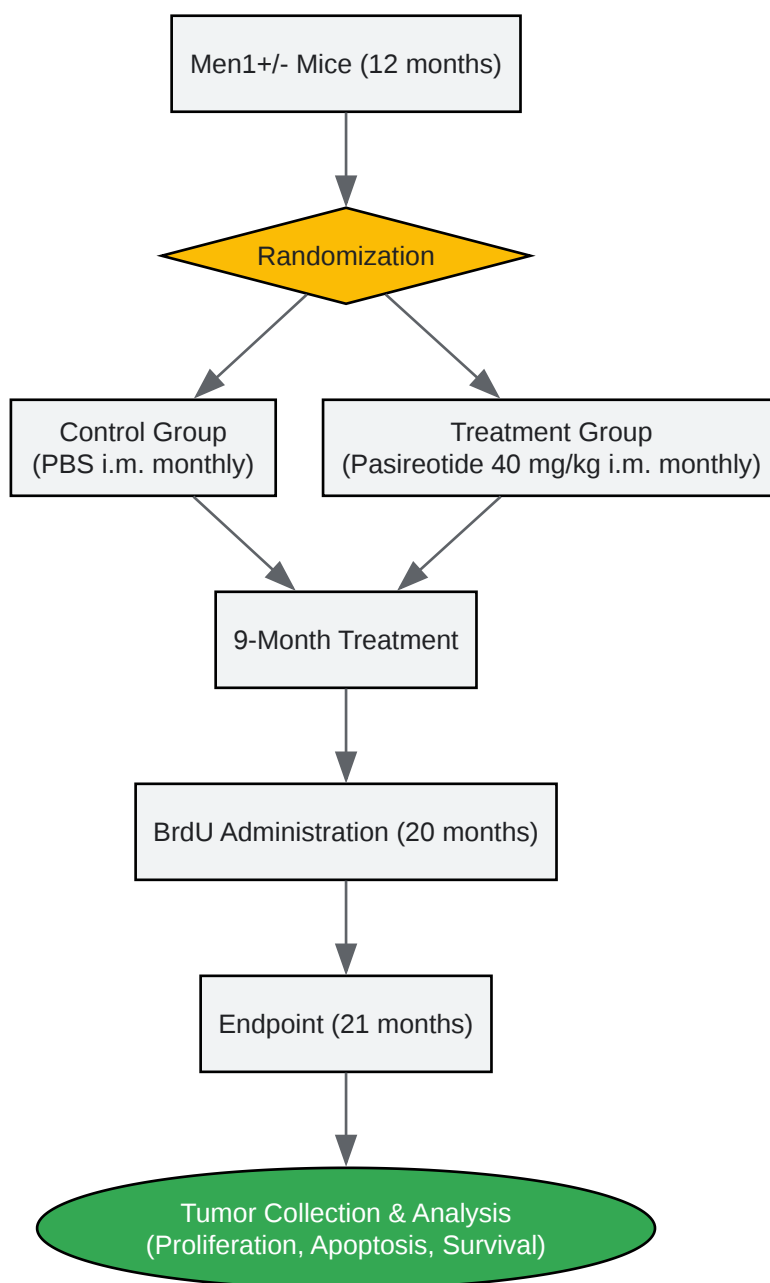 Men1+/- Mice (12 months)
Randomization
Control Group
(PBS i.m. monthly)
Treatment Group
(Pasireotide 40 mg/kg i.m. monthly)
9-Month Treatment
BrdU Administration (20 months)
Endpoint (21 months)
Tumor Collection & Analysis
(Proliferation, Apoptosis, Survival)